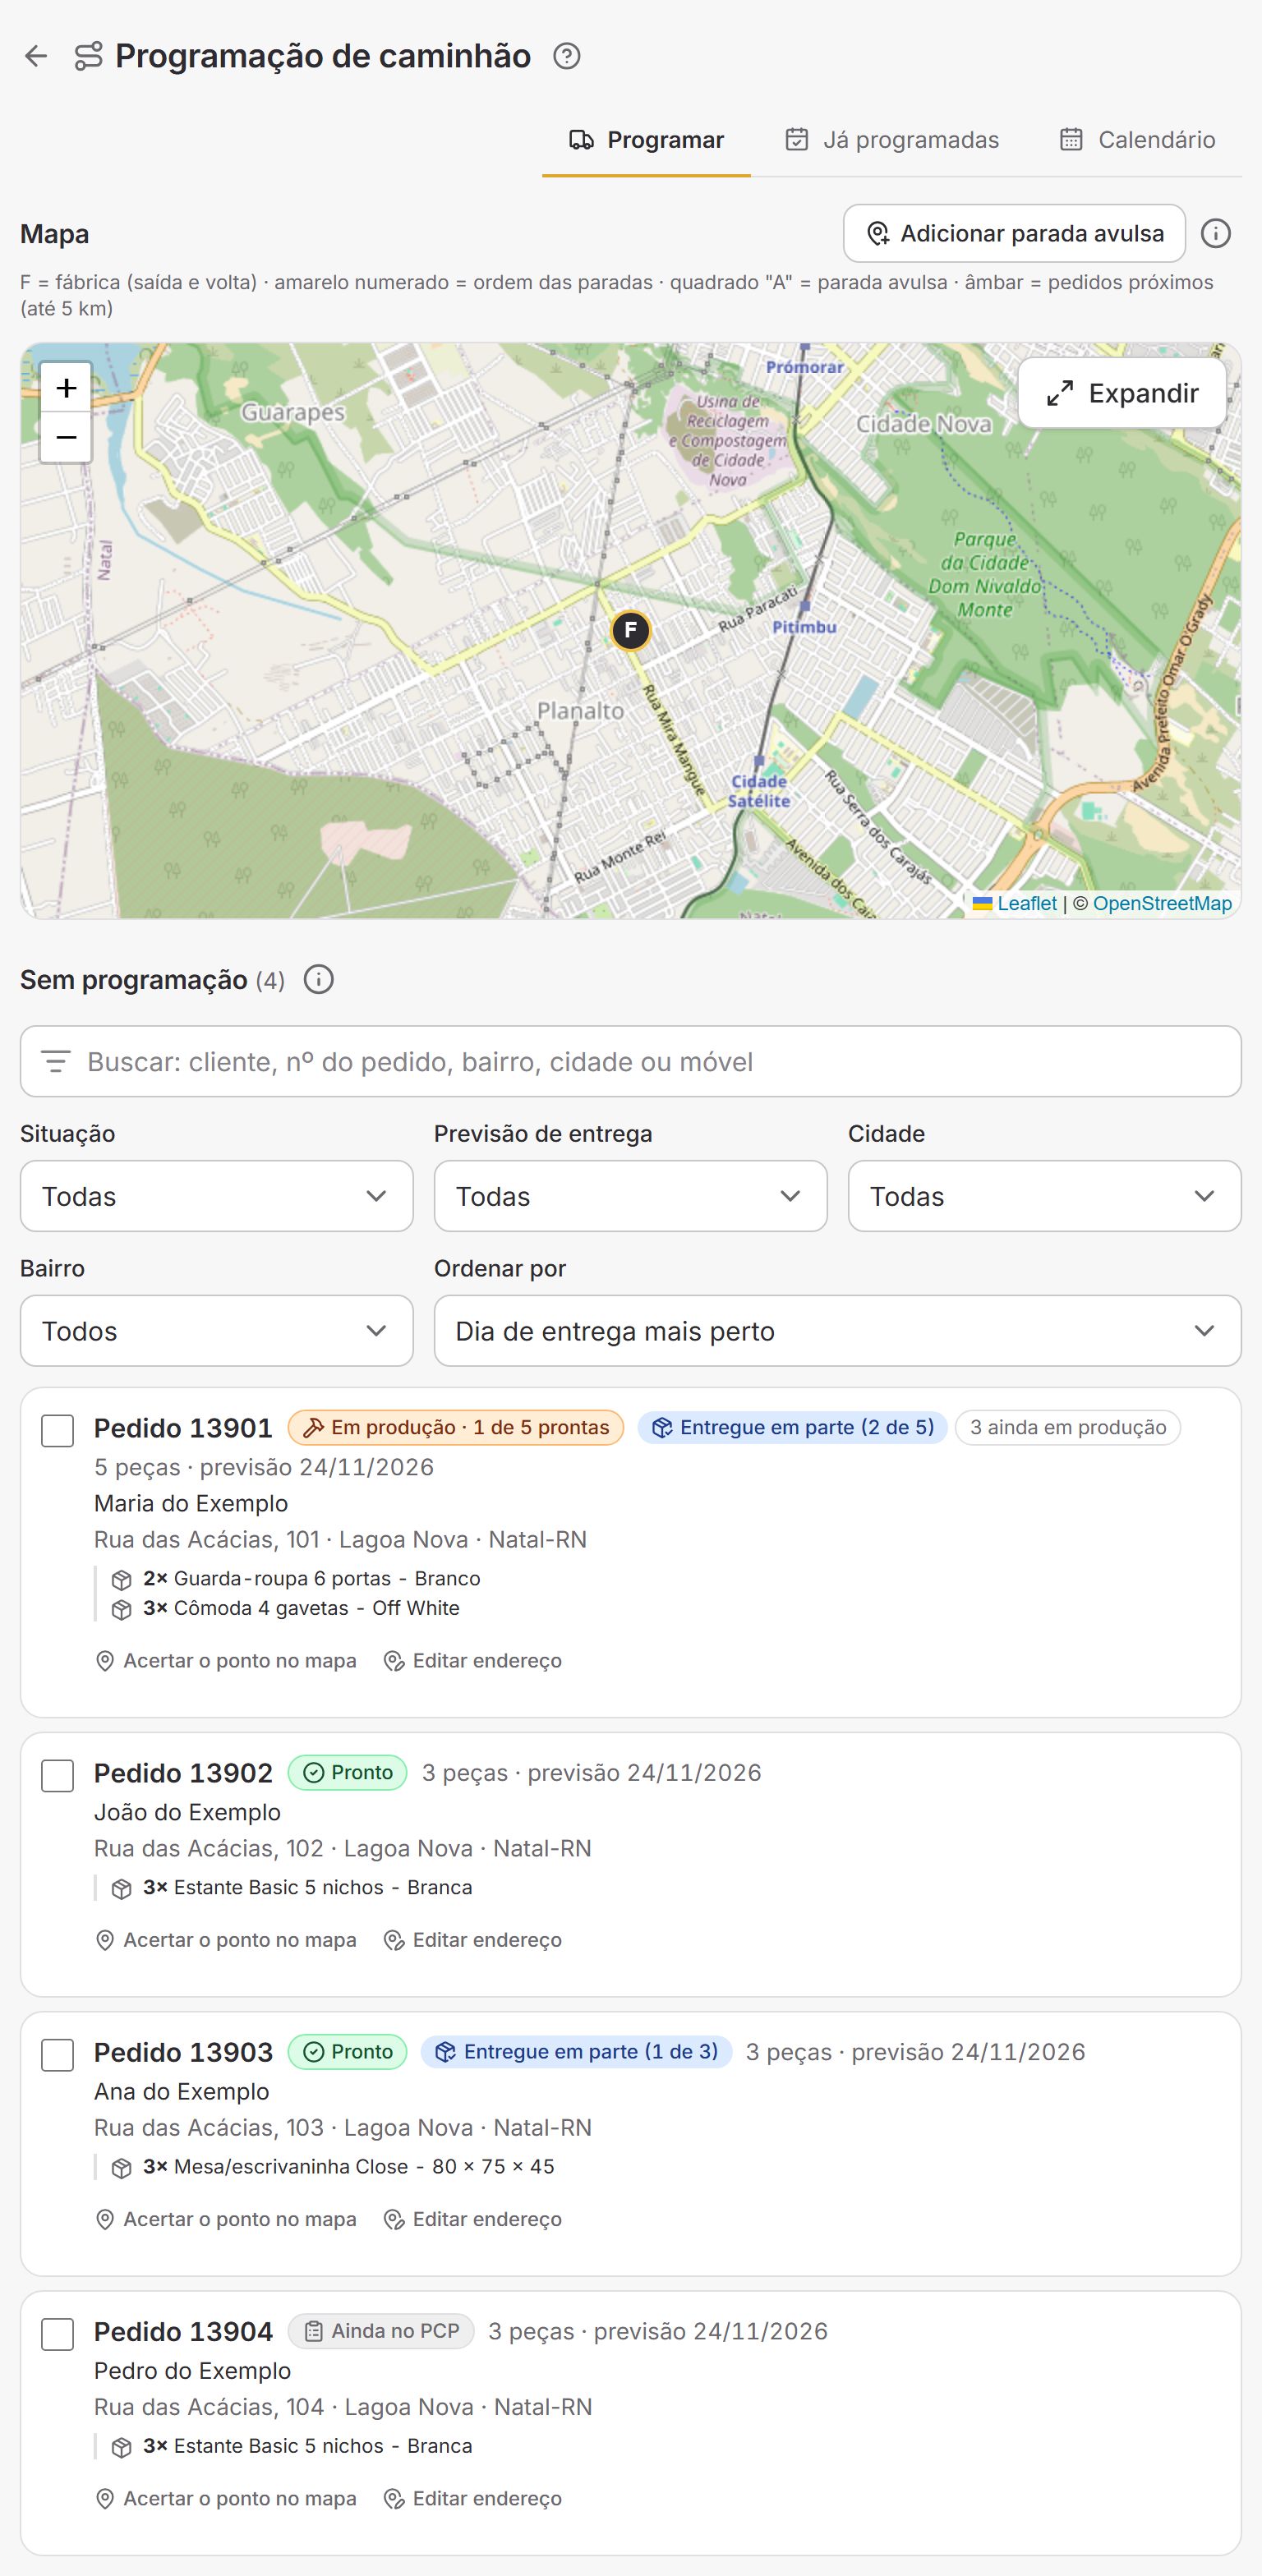 Programação de caminhão
Programar
Já programadas
Calendário
Mapa
Adicionar parada avulsa
F = fábrica (saída e volta) · amarelo numerado = ordem das paradas · quadrado "A" = parada avulsa · âmbar = pedidos próximos
(até 5 km)
+
−
Expandir
Prómorar
Guarapes
Usina de
Reciclagem
e Compostagem
de Cidade
Nova
Cidade Nova
Natal
Parque
da Cidade
Dom Nivaldo
Monte
Rua Paracati
Pitimbu
F
Planalto
Rua Mira Mangue
Avenida Prefeito Omar O'Grady
Cidade
Satélite
Rua Serra dos Carajás
Rua Monte Rei
Avenida dos Caia
Leaflet | © OpenStreetMap
Sem programação (4)
Buscar: cliente, nº do pedido, bairro, cidade ou móvel
Situação
Previsão de entrega
Cidade
Todas
Todas
Todas
Bairro
Ordenar por
Todos
Dia de entrega mais perto
Pedido 13901 Em produção · 1 de 5 prontas Entregue em parte (2 de 5) 3 ainda em produção
5 peças · previsão 24/11/2026
Maria do Exemplo
Rua das Acácias, 101 · Lagoa Nova · Natal-RN
2× Guarda-roupa 6 portas - Branco
3× Cômoda 4 gavetas - Off White
Acertar o ponto no mapa Editar endereço
Pedido 13902 Pronto 3 peças · previsão 24/11/2026
João do Exemplo
Rua das Acácias, 102 · Lagoa Nova · Natal-RN
3× Estante Basic 5 nichos - Branca
Acertar o ponto no mapa Editar endereço
Pedido 13903 Pronto Entregue em parte (1 de 3) 3 peças · previsão 24/11/2026
Ana do Exemplo
Rua das Acácias, 103 · Lagoa Nova · Natal-RN
3× Mesa/escrivaninha Close - 80 × 75 × 45
Acertar o ponto no mapa Editar endereço
Pedido 13904 Ainda no PCP 3 peças · previsão 24/11/2026
Pedro do Exemplo
Rua das Acácias, 104 · Lagoa Nova · Natal-RN
3× Estante Basic 5 nichos - Branca
Acertar o ponto no mapa Editar endereço